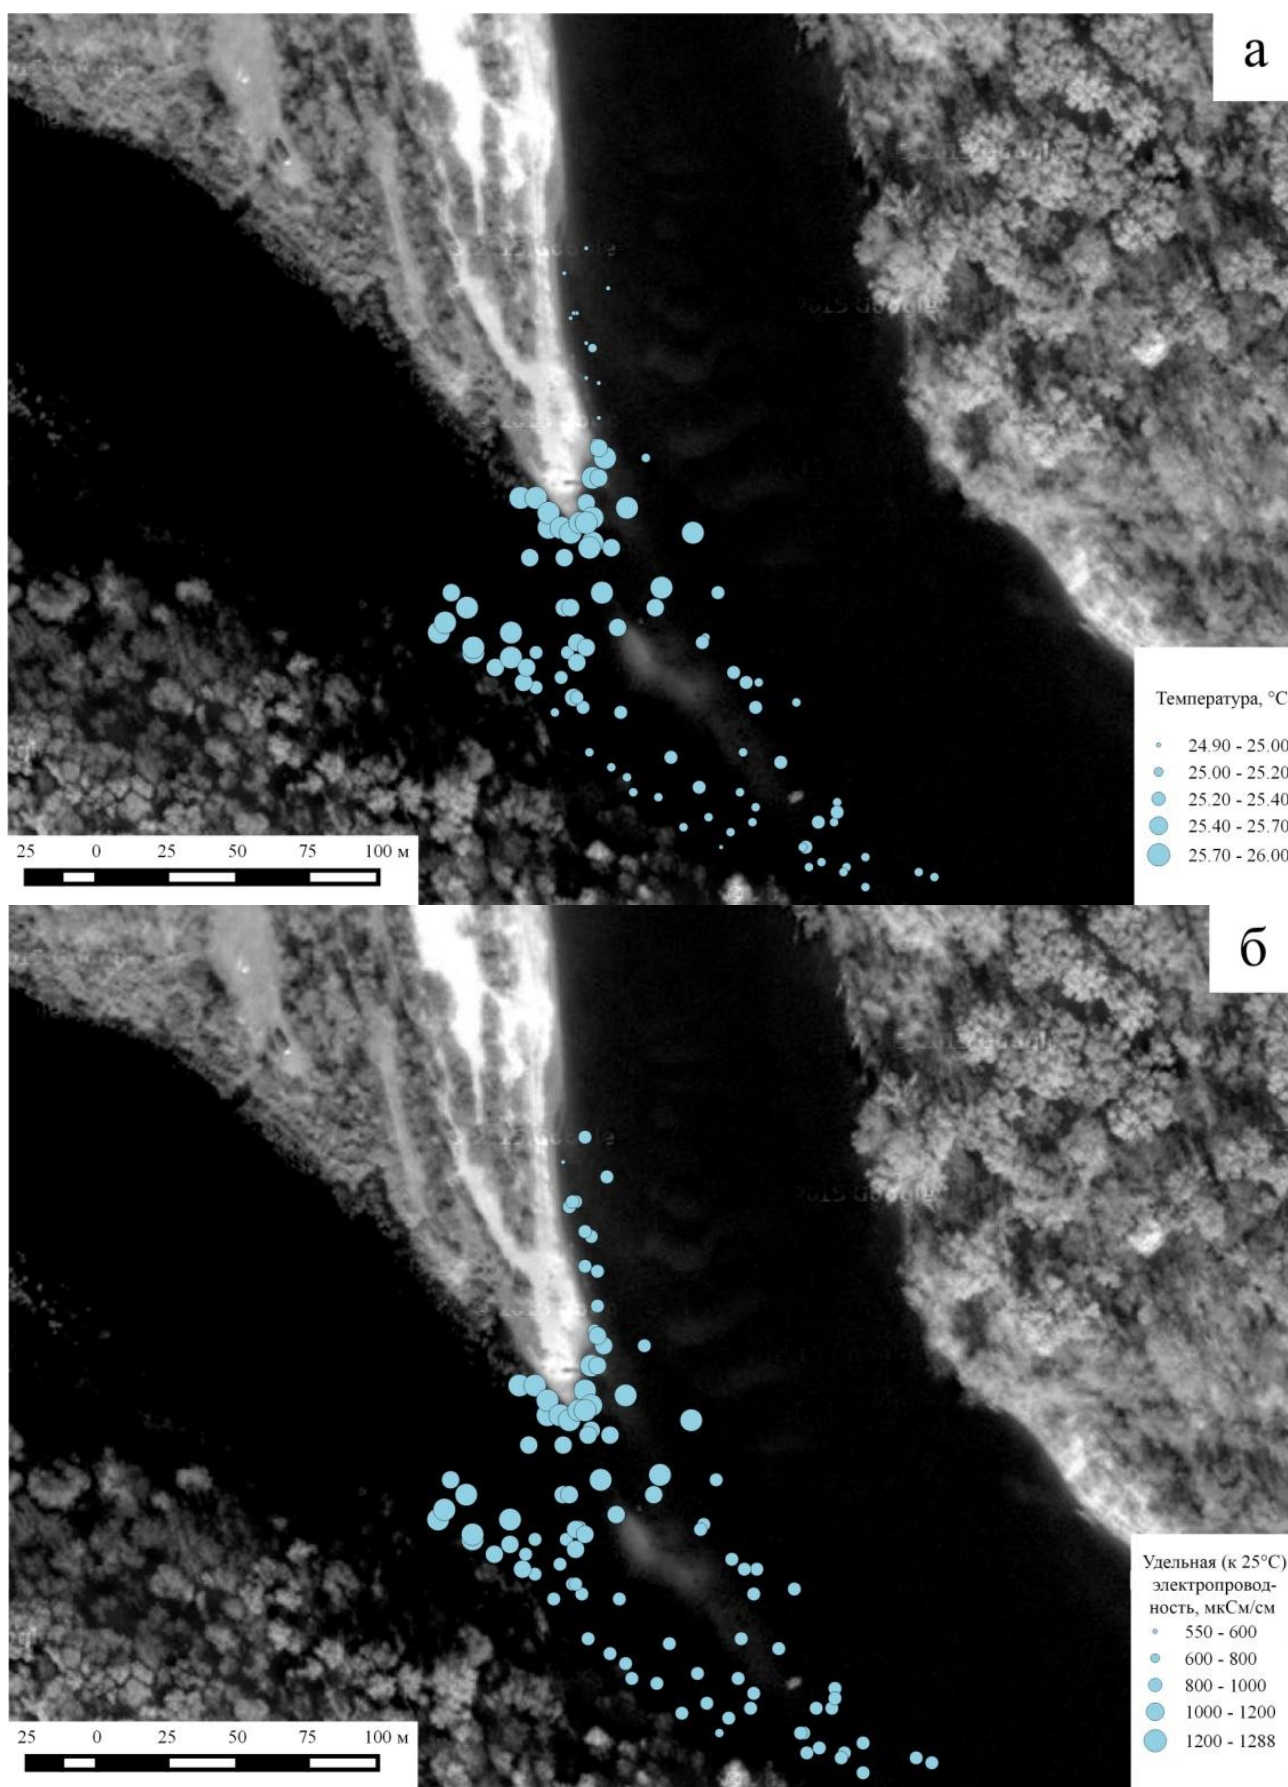 а
Температура, °C
24.90 - 25.00
25.00 - 25.20
25.20 - 25.40
25.40 - 25.70
25.70 - 26.00
25 0 25 50 75 100 м
б
Удельная (к 25°C)
электропровод-
ность, мкСм/см
550 - 600
600 - 800
800 - 1000
1000 - 1200
1200 - 1288
25 0 25 50 75 100 м